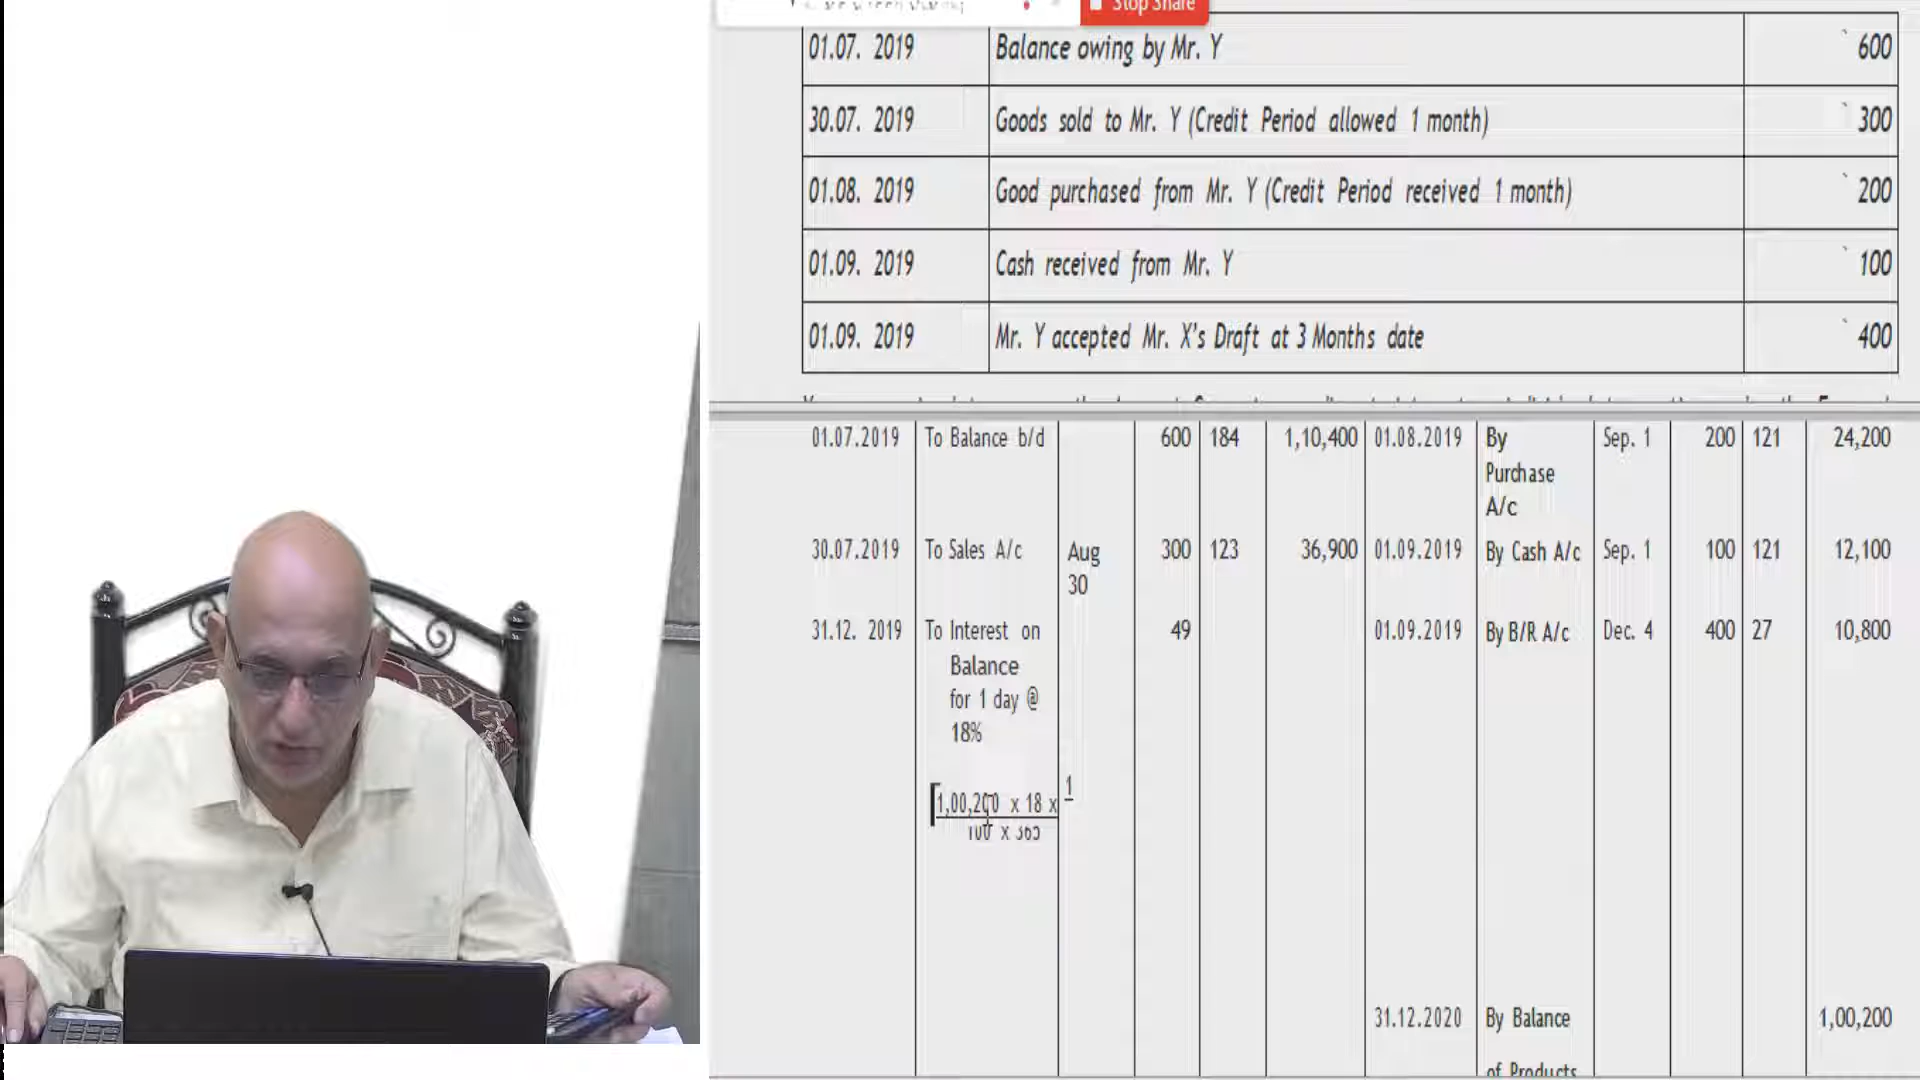 Stop Share
01.07. 2019 Balance owing by Mr. Y ` 600
30.07. 2019 Goods sold to Mr. Y (Credit Period allowed 1 month) ` 300
01.08. 2019 Good purchased from Mr. Y (Credit Period received 1 month) ` 200
01.09. 2019 Cash received from Mr. Y ` 100
01.09. 2019 Mr. Y accepted Mr. X's Draft at 3 Months date ` 400
01.07.2019 To Balance b/d 600 184 1,10,400 01.08.2019 By Sep. 1 200 121 24,200
Purchase
A/c
30.07.2019 To Sales A/c Aug 300 123 36,900 01.09.2019 By Cash A/c Sep. 1 100 121 12,100
30
31.12. 2019 To Interest on 49 01.09.2019 By B/R A/c Dec. 4 400 27 10,800
Balance
for 1 day @
18%
1,00,200 x 18 x 1
100 x 365
31.12.2020 By Balance 1,00,200
of Products